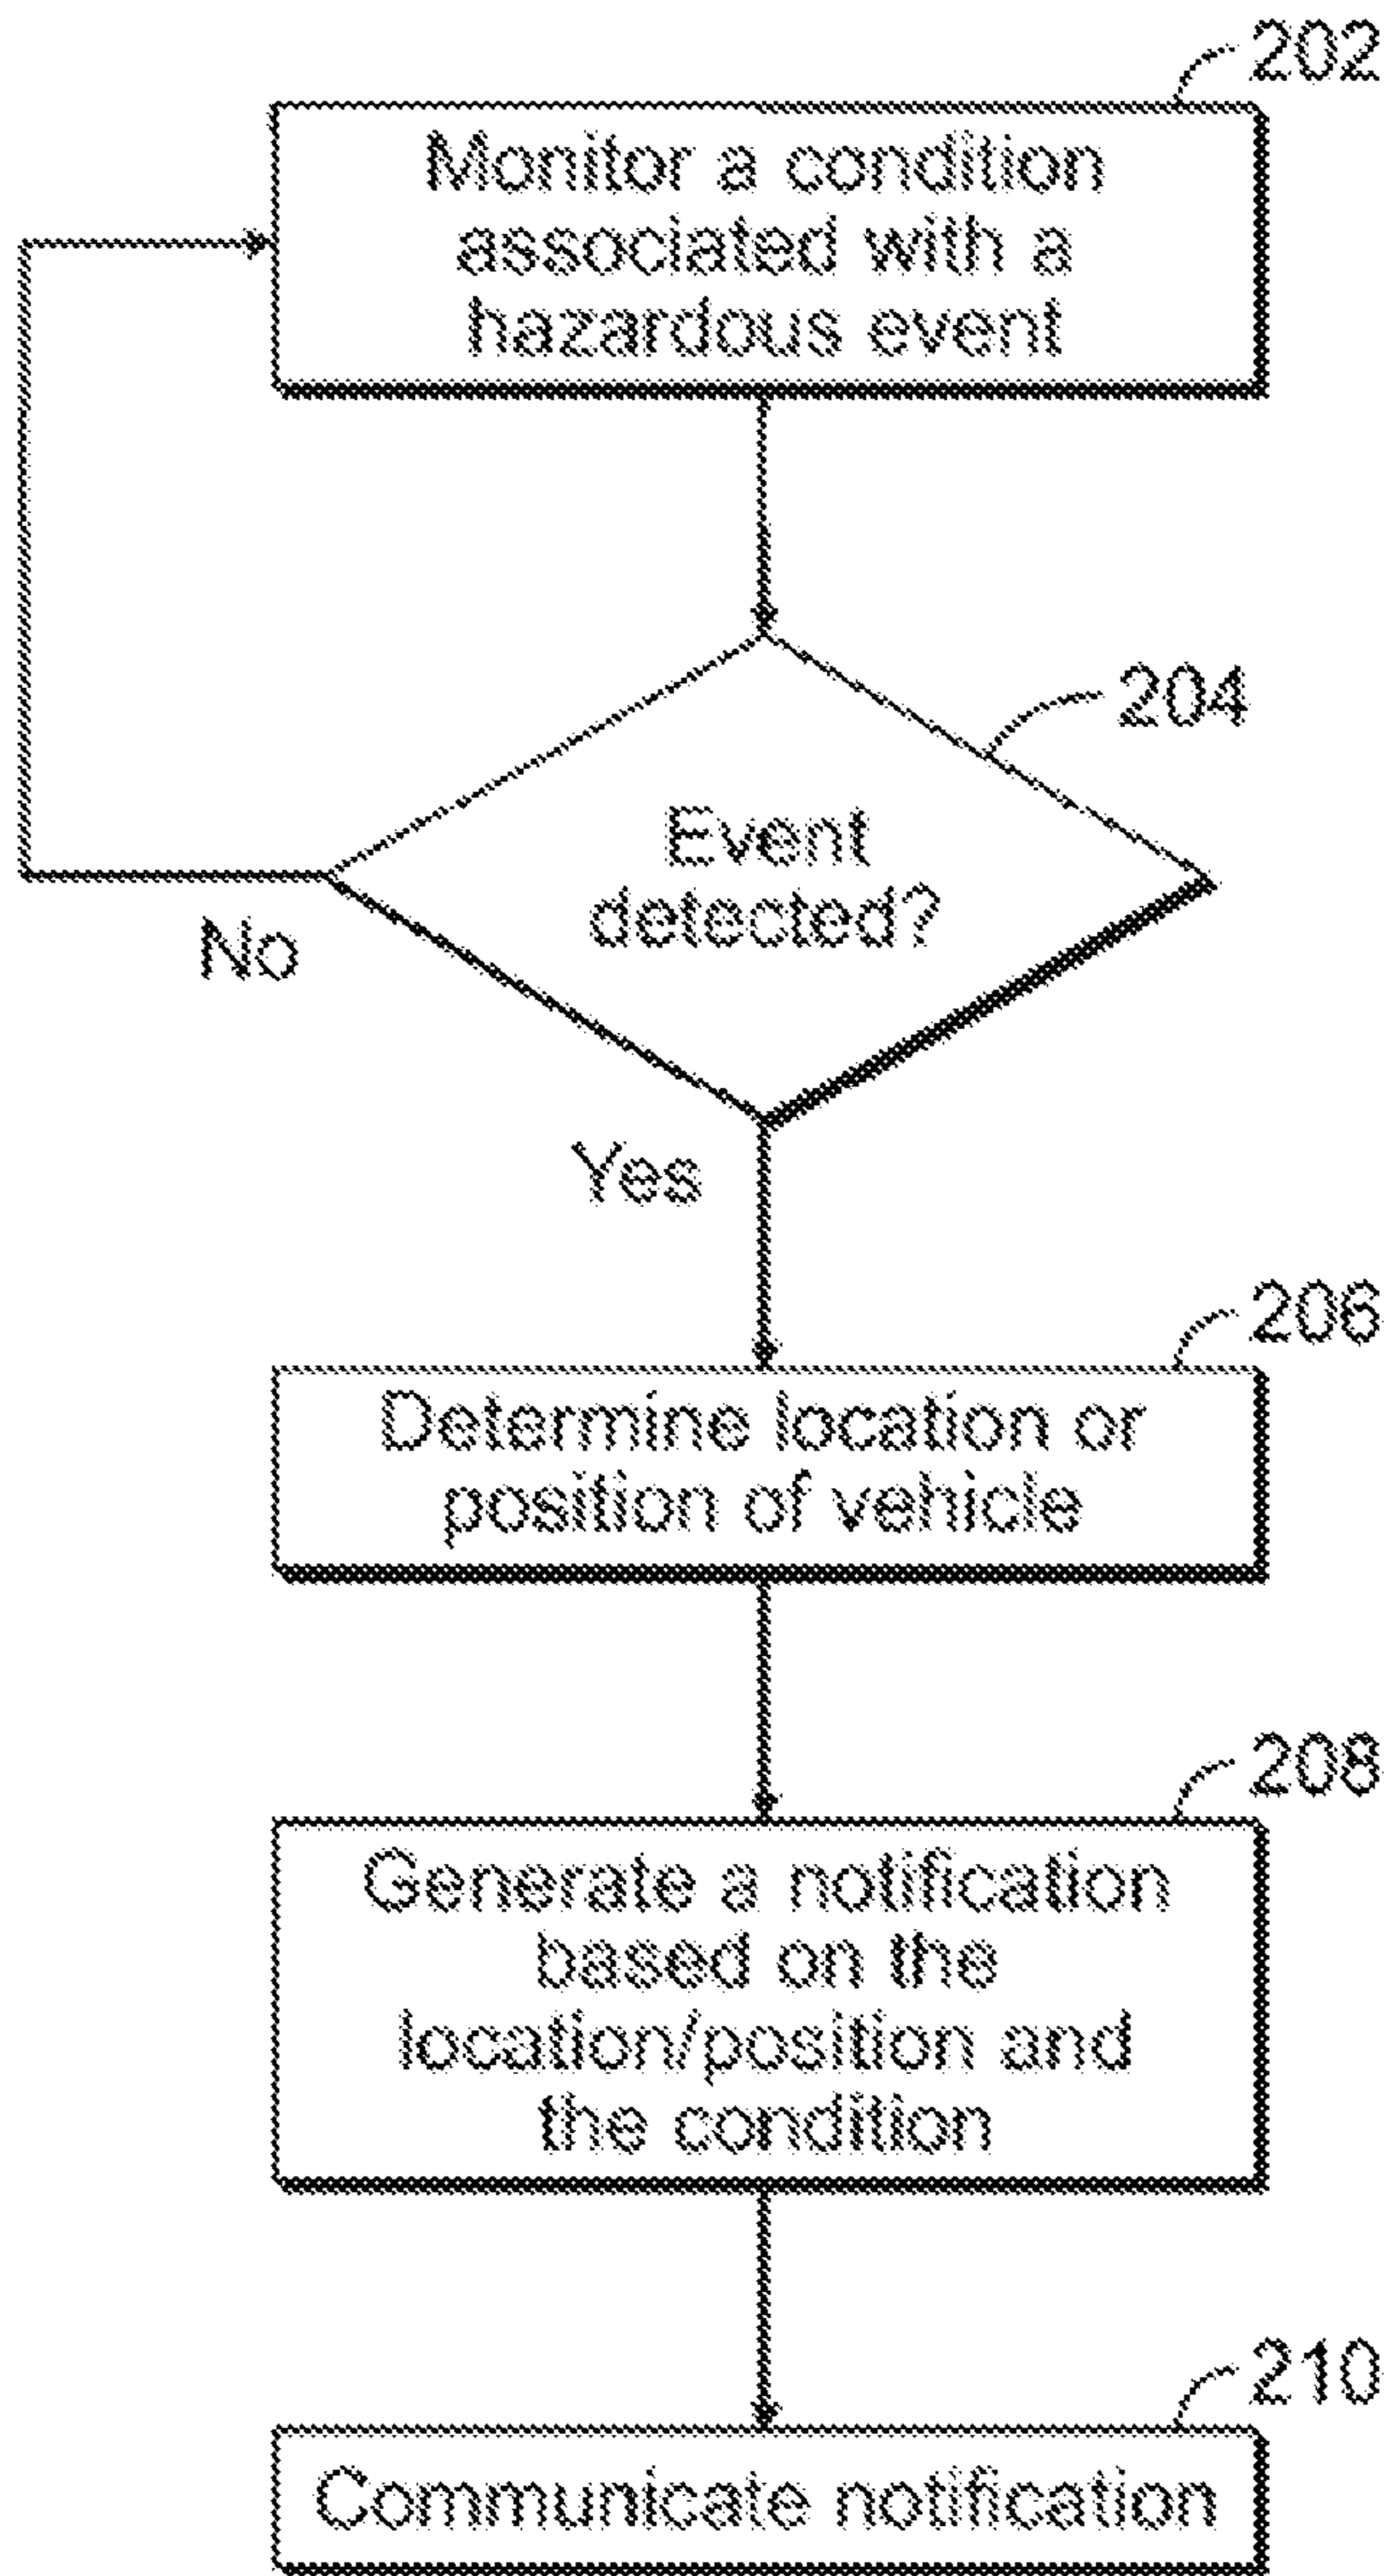 202
Monitor a condition
associated with a
hazardous event
204
Event
detected?
No
Yes
206
Determine location or
position of vehicle
208
Generate a notification
based on the
location/position and
the condition
210
Communicate notification